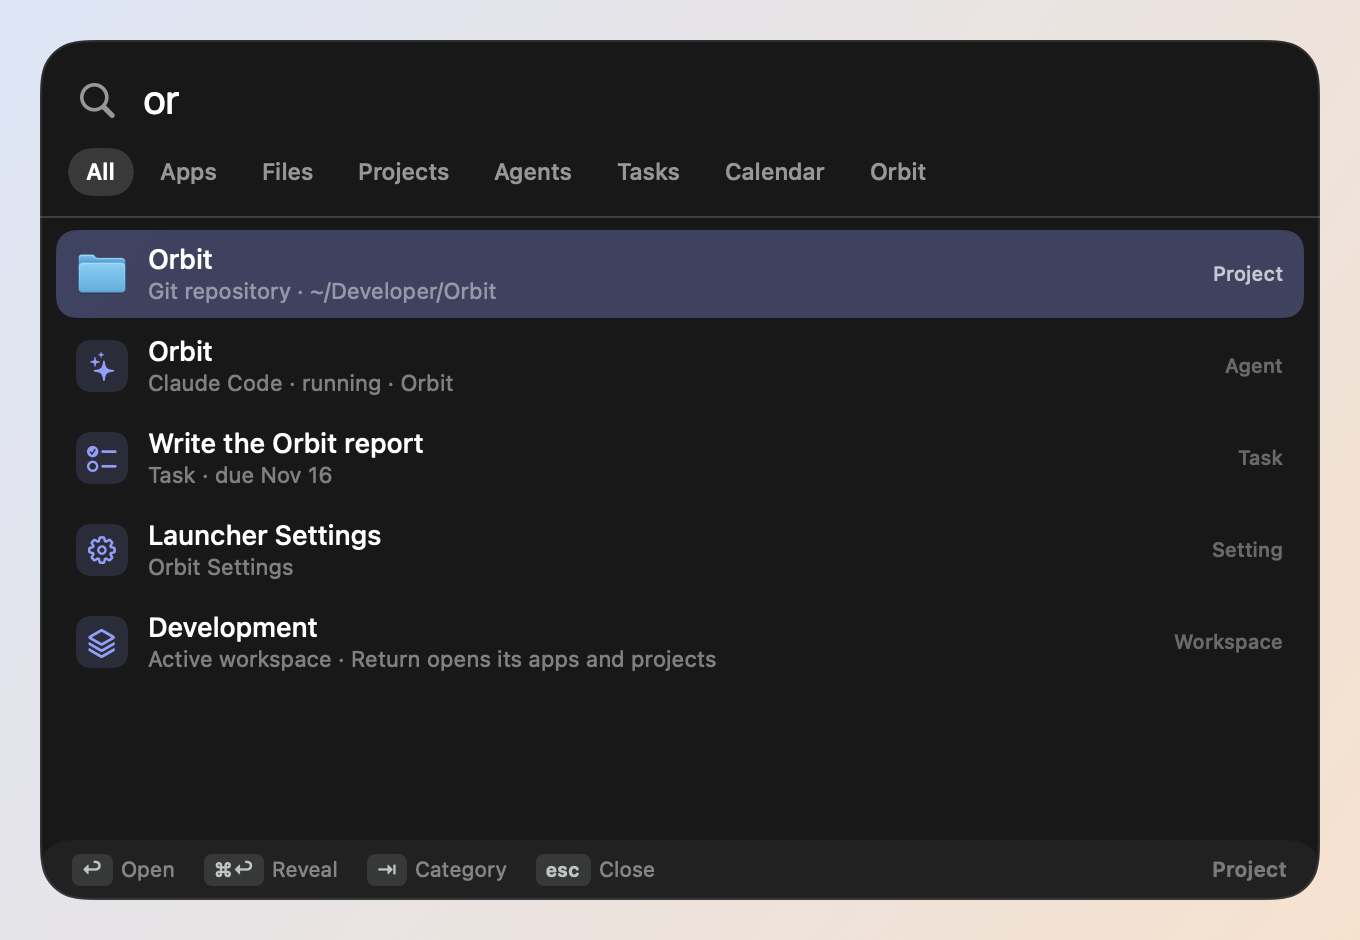 or
All Apps Files Projects Agents Tasks Calendar Orbit
Orbit
Git repository · ~/Developer/Orbit
Project
Orbit
Claude Code · running · Orbit
Agent
Write the Orbit report
Task · due Nov 16
Task
Launcher Settings
Orbit Settings
Setting
Development
Active workspace · Return opens its apps and projects
Workspace
↩ Open ⌘↩ Reveal ⇥ Category esc Close Project